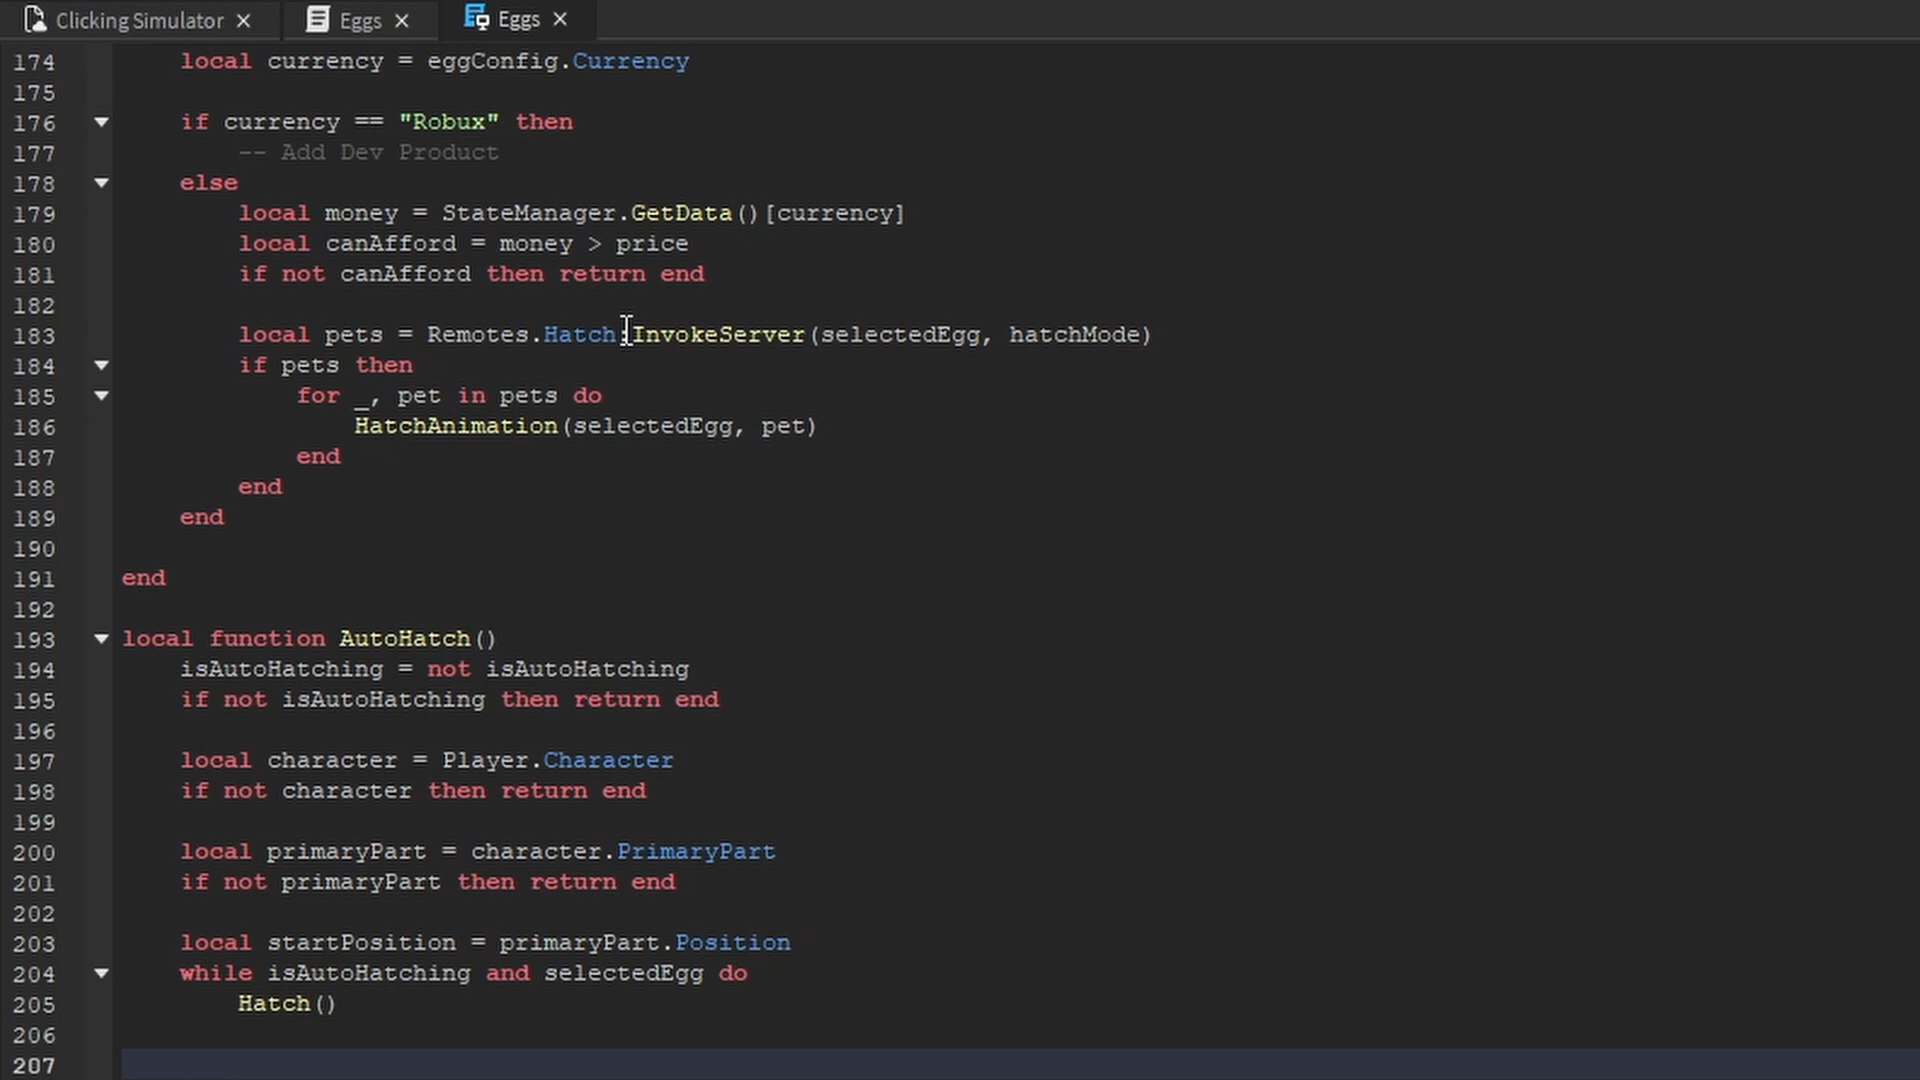 Clicking Simulator × Eggs × Eggs ×
174 local currency = eggConfig.Currency
175
176 if currency == "Robux" then
177 -- Add Dev Product
178 else
179 local money = StateManager.GetData()[currency]
180 local canAfford = money > price
181 if not canAfford then return end
182
183 local pets = Remotes.Hatch:InvokeServer(selectedEgg, hatchMode)
184 if pets then
185 for _, pet in pets do
186 HatchAnimation(selectedEgg, pet)
187 end
188 end
189 end
190
191 end
192
193 local function AutoHatch()
194 isAutoHatching = not isAutoHatching
195 if not isAutoHatching then return end
196
197 local character = Player.Character
198 if not character then return end
199
200 local primaryPart = character.PrimaryPart
201 if not primaryPart then return end
202
203 local startPosition = primaryPart.Position
204 while isAutoHatching and selectedEgg do
205 Hatch()
206
207